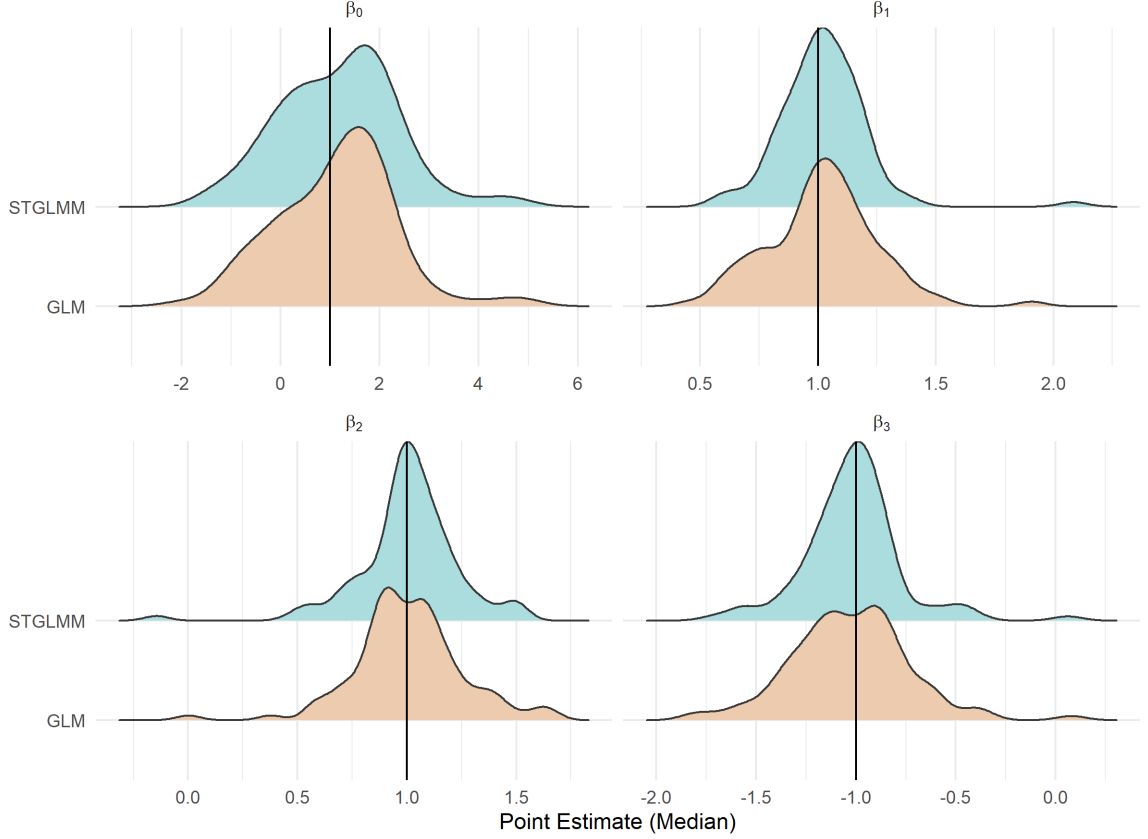 β₀ β₁
STGLMM
GLM
-2 0 2 4 6 0.5 1.0 1.5 2.0
β₂ β₃
STGLMM
GLM
0.0 0.5 1.0 1.5 -2.0 -1.5 -1.0 -0.5 0.0
Point Estimate (Median)